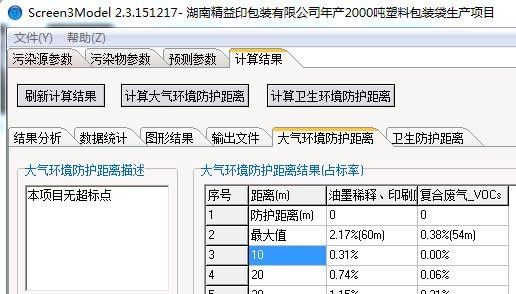 Screen3Model 2.3.151217- 湖南精益印包装有限公司年产2000吨塑料包装袋生产项目
文件(Y) 帮助(Z)
污染源参数 污染物参数 预测参数 计算结果
刷新计算结果 计算大气环境防护距离 计算卫生环境防护距离
结果分析 数据统计 图形结果 输出文件 大气环境防护距离 卫生防护距离
大气环境防护距离描述 大气环境防护距离结果(占标率)
本项目无超标点
序号 距离(m) 油墨稀释、印刷 复合废气_VOCs
1 防护距离(m) 0 0
2 最大值 2.17%(60m) 0.38%(54m)
3 10 0.31% 0.00%
4 20 0.74% 0.06%